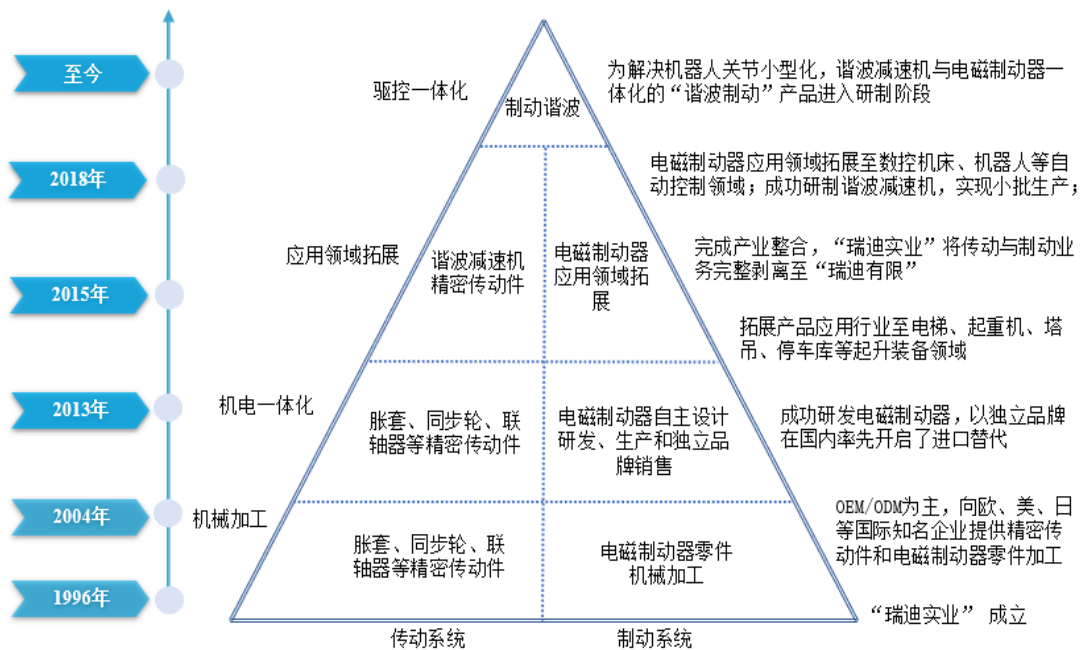 至今
驱控一体化
制动谐波
为解决机器人关节小型化，谐波减速机与电磁制动器一
体化的“谐波制动”产品进入研制阶段
2018年
电磁制动器应用领域拓展至数控机床、机器人等自
动控制领域；成功研制谐波减速机，实现小批生产；
应用领域拓展
谐波减速机
精密传动件
电磁制动器
应用领域拓
展
完成产业整合，“瑞迪实业”将传动与制动业
务完整剥离至“瑞迪有限”
2015年
拓展产品应用行业至电梯、起重机、塔
吊、停车库等起升装备领域
2013年
机电一体化
胀套、同步轮、联
轴器等精密传动件
电磁制动器自主设计
研发、生产和独立品
牌销售
成功研发电磁制动器，以独立品牌
在国内率先开启了进口替代
2004年
机械加工
OEM/ODM为主，向欧、美、日
等国际知名企业提供精密传
动件和电磁制动器零件加工
胀套、同步轮、联
轴器等精密传动件
电磁制动器零件
机械加工
1996年
“瑞迪实业” 成立
传动系统
制动系统